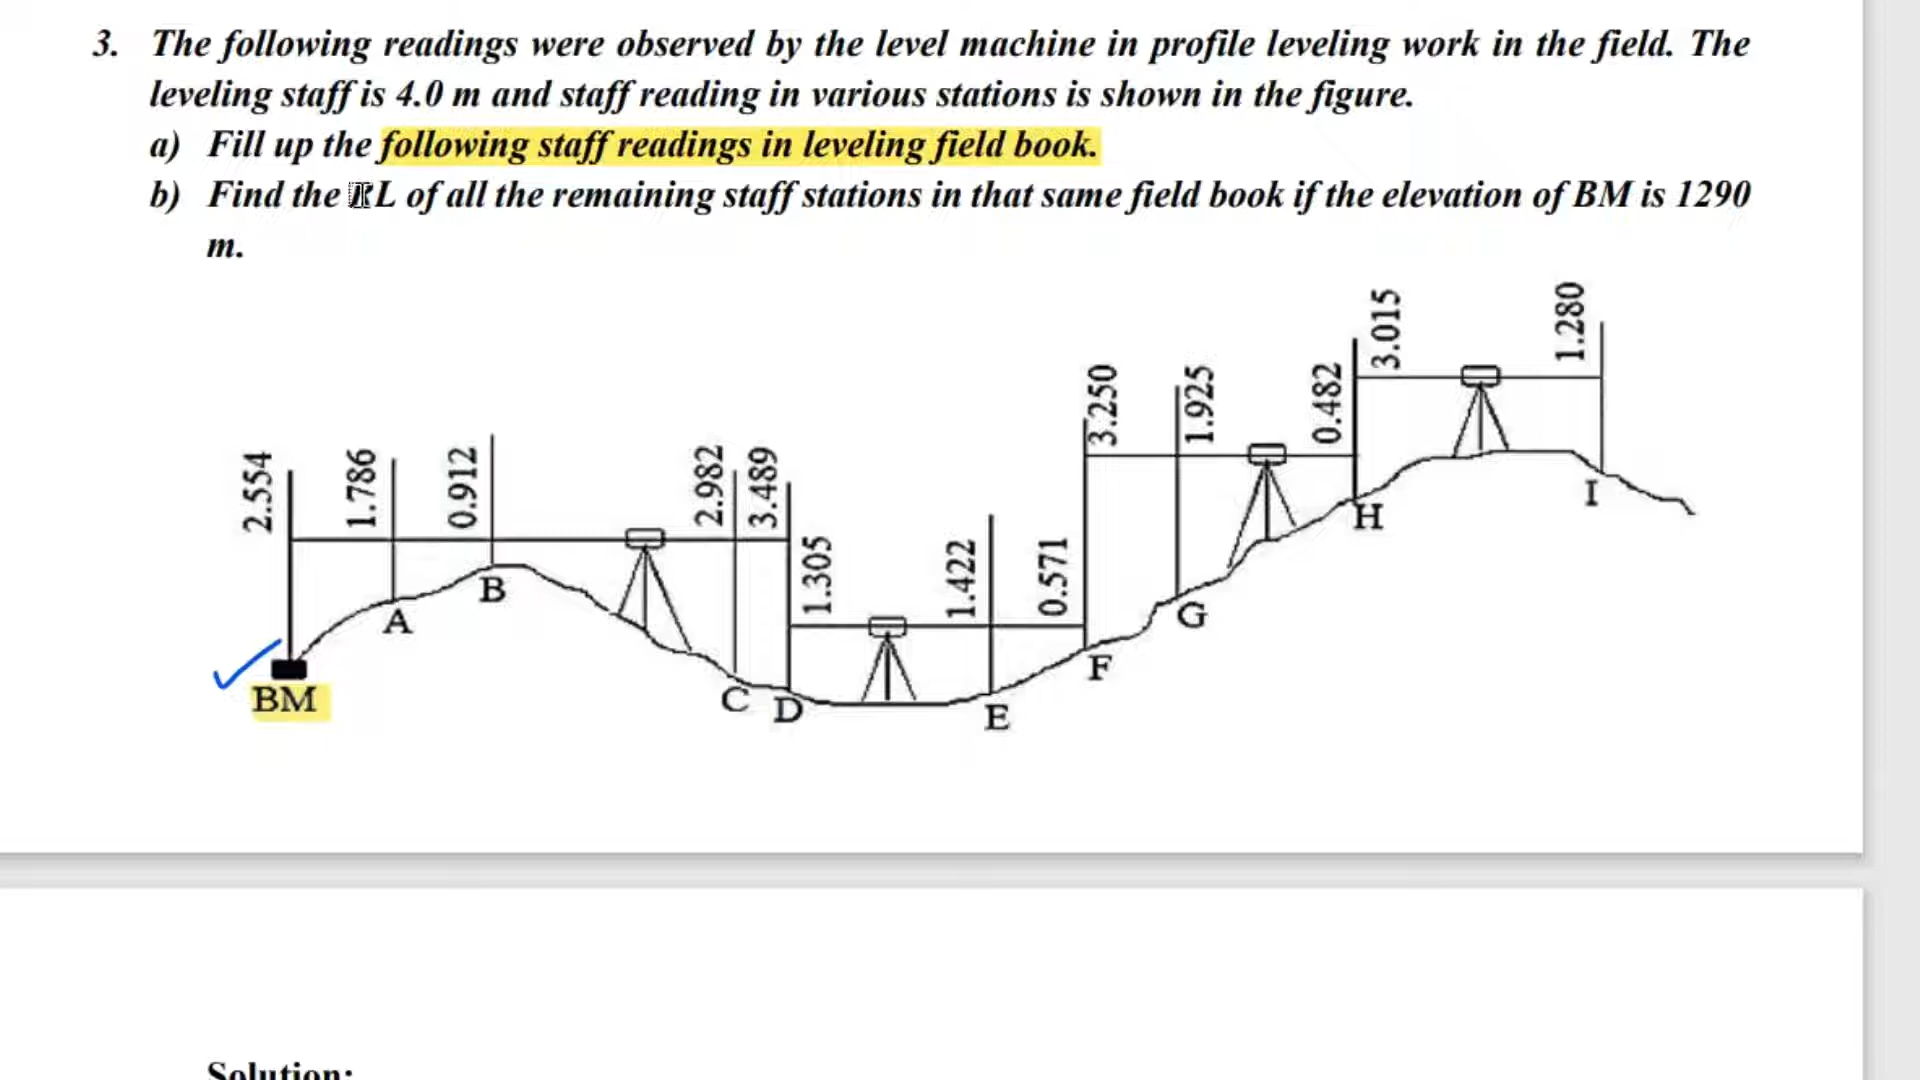 3. The following readings were observed by the level machine in profile leveling work in the field. The
leveling staff is 4.0 m and staff reading in various stations is shown in the figure.
a) Fill up the following staff readings in leveling field book.
b) Find the RL of all the remaining staff stations in that same field book if the elevation of BM is 1290
m.
2.554
1.786
0.912
2.982
3.489
1.305
1.422
0.571
3.250
1.925
0.482
3.015
1.280
BM
A
B
C
D
E
F
G
H
I
Solution: